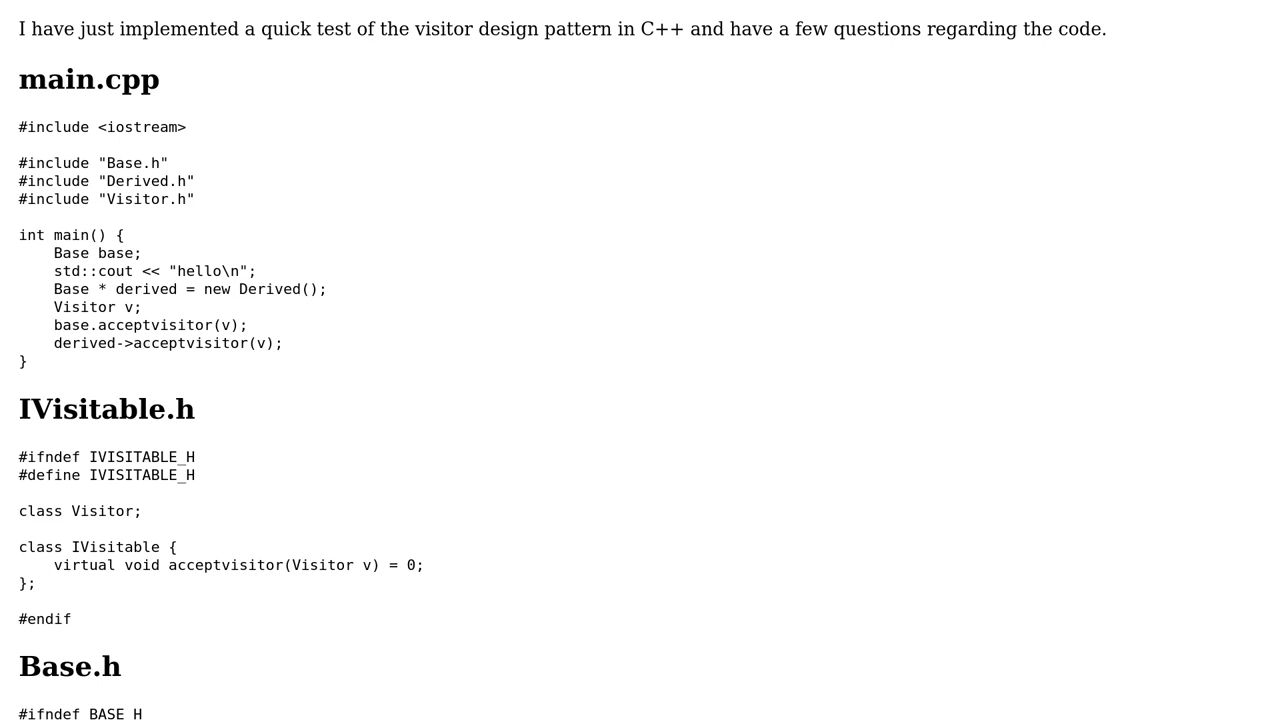 I have just implemented a quick test of the visitor design pattern in C++ and have a few questions regarding the code.
main.cpp
#include <iostream>
#include "Base.h"
#include "Derived.h"
#include "Visitor.h"
int main() {
    Base base;
    std::cout << "hello\n";
    Base * derived = new Derived();
    Visitor v;
    base.acceptvisitor(v);
    derived->acceptvisitor(v);
}
IVisitable.h
#ifndef IVISITABLE_H
#define IVISITABLE_H
class Visitor;
class IVisitable {
    virtual void acceptvisitor(Visitor v) = 0;
};
#endif
Base.h
#ifndef BASE_H